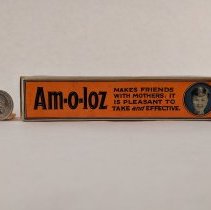 Am-o-loz
MAKES FRIENDS
WITH MOTHERS. IT
IS PLEASANT TO
TAKE and EFFECTIVE.